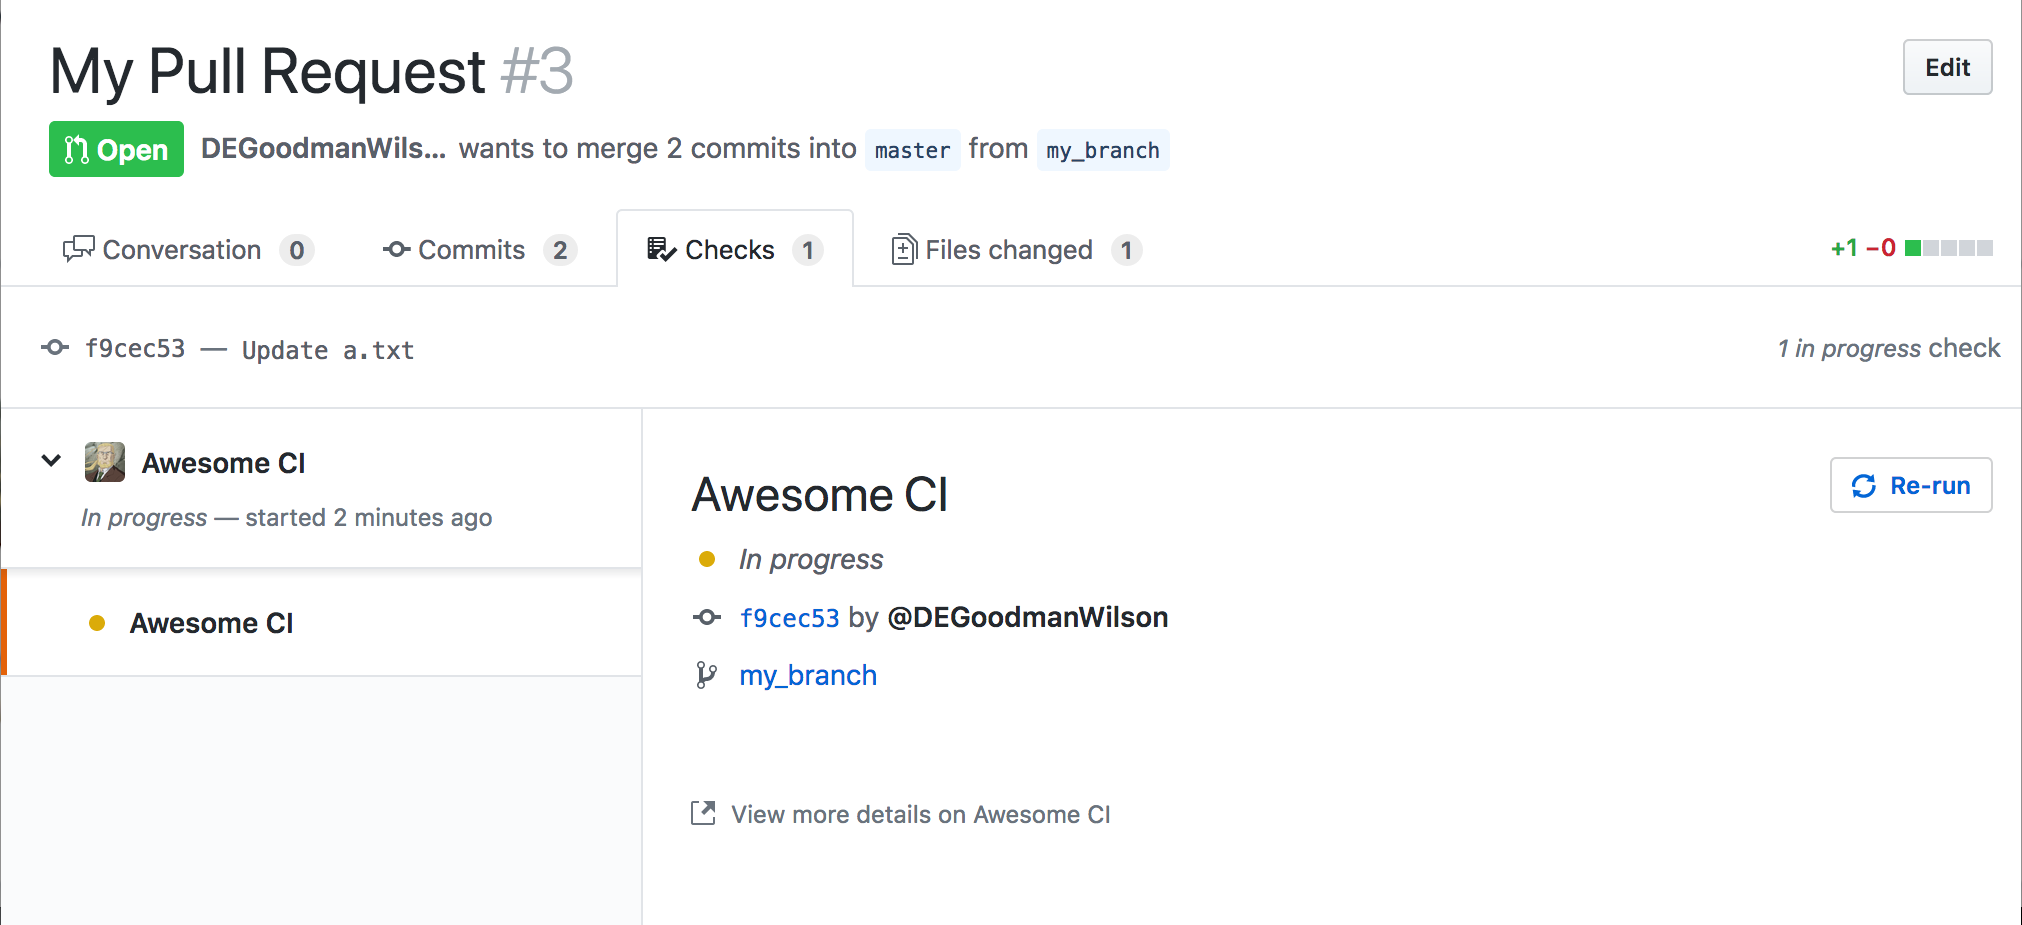 My Pull Request #3
Edit
Open DEGoodmanWils... wants to merge 2 commits into master from my_branch
Conversation 0 Commits 2 Checks 1 Files changed 1 +1 −0
f9cec53 — Update a.txt 1 in progress check
Awesome CI
In progress — started 2 minutes ago
Awesome CI
Awesome CI
Re-run
In progress
f9cec53 by @DEGoodmanWilson
my_branch
View more details on Awesome CI